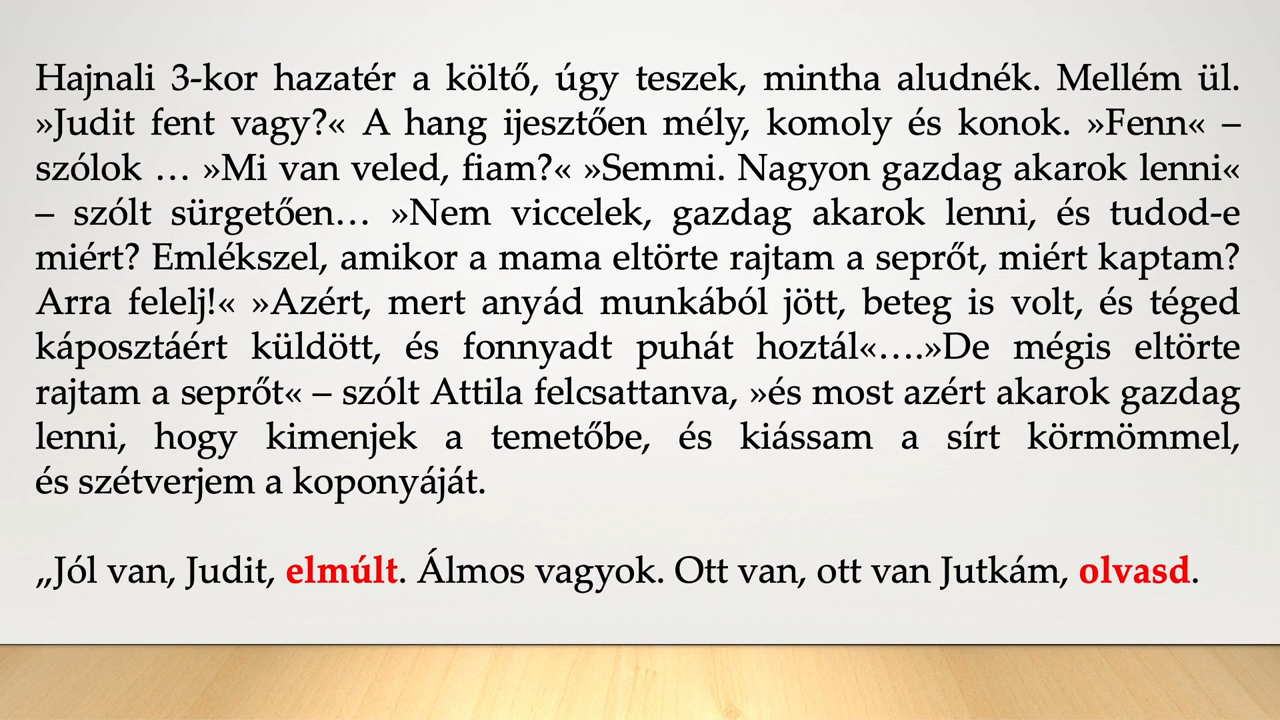 Hajnali 3-kor hazatér a költő, úgy teszek, mintha aludnék. Mellém ül.
»Judit fent vagy?« A hang ijesztően mély, komoly és konok. »Fenn« –
szólok … »Mi van veled, fiam?« »Semmi. Nagyon gazdag akarok lenni«
– szólt sürgetően… »Nem viccelek, gazdag akarok lenni, és tudod-e
miért? Emlékszel, amikor a mama eltörte rajtam a seprőt, miért kaptam?
Arra felelj!« »Azért, mert anyád munkából jött, beteg is volt, és téged
káposztáért küldött, és fonnyadt puhát hoztál«….»De mégis eltörte
rajtam a seprőt« – szólt Attila felcsattanva, »és most azért akarok gazdag
lenni, hogy kimenjek a temetőbe, és kiássam a sírt körmömmel,
és szétverjem a koponyáját.
„Jól van, Judit, elmúlt. Álmos vagyok. Ott van, ott van Jutkám, olvasd.